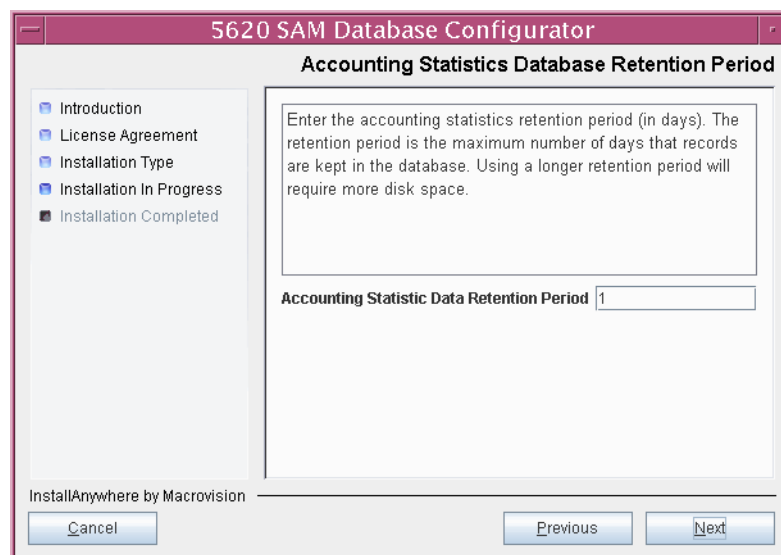 5620 SAM Database Configurator
Accounting Statistics Database Retention Period
Introduction
License Agreement
Installation Type
Installation In Progress
Installation Completed
Enter the accounting statistics retention period (in days). The
retention period is the maximum number of days that records
are kept in the database. Using a longer retention period will
require more disk space.
Accounting Statistic Data Retention Period 1
InstallAnywhere by Macrovision
Cancel
Previous
Next